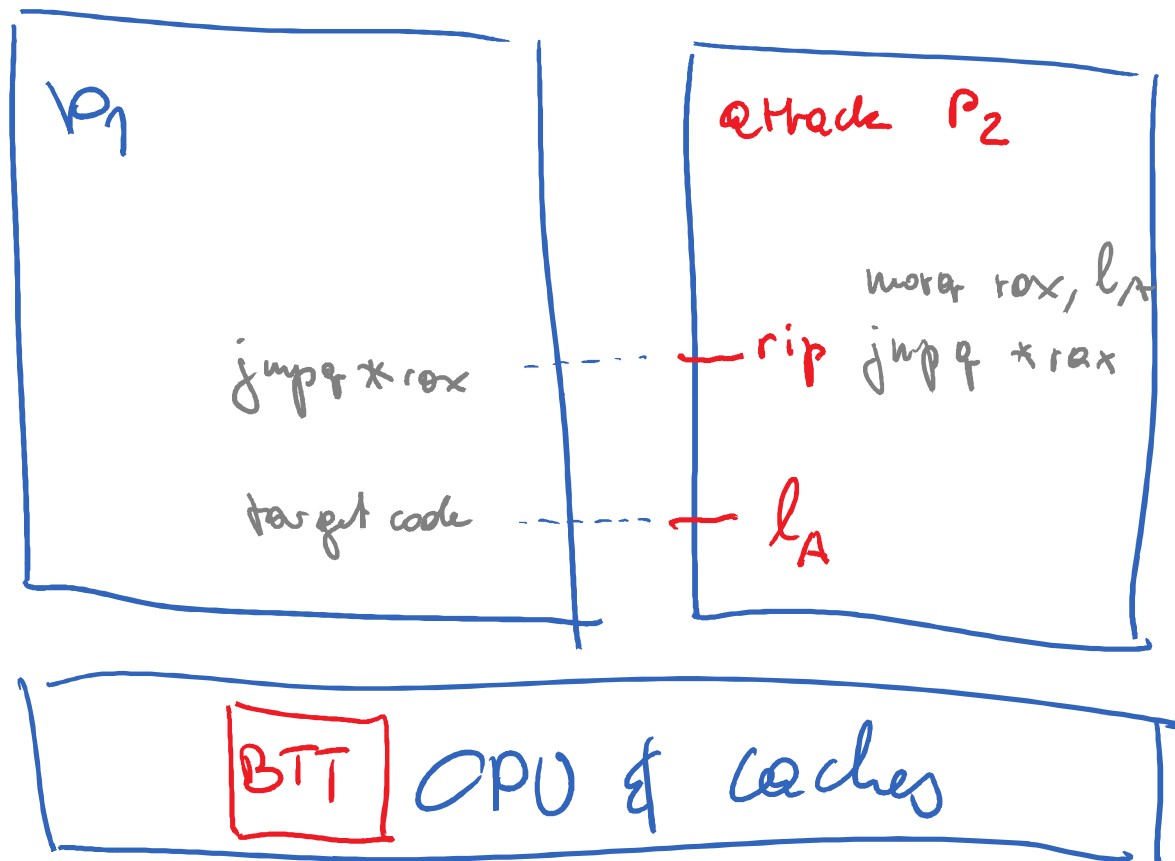 P1
jmpq *rax
target code
attack P2
movq rax, lA
rip jmpq *rax
lA
BTT CPU & caches